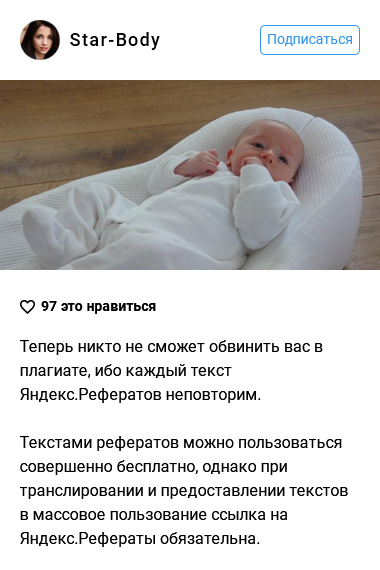 Star-Body
Подписаться
97 это нравиться
Теперь никто не сможет обвинить вас в
плагиате, ибо каждый текст
Яндекс.Рефератов неповторим.
Текстами рефератов можно пользоваться
совершенно бесплатно, однако при
транслировании и предоставлении текстов
в массовое пользование ссылка на
Яндекс.Рефераты обязательна.